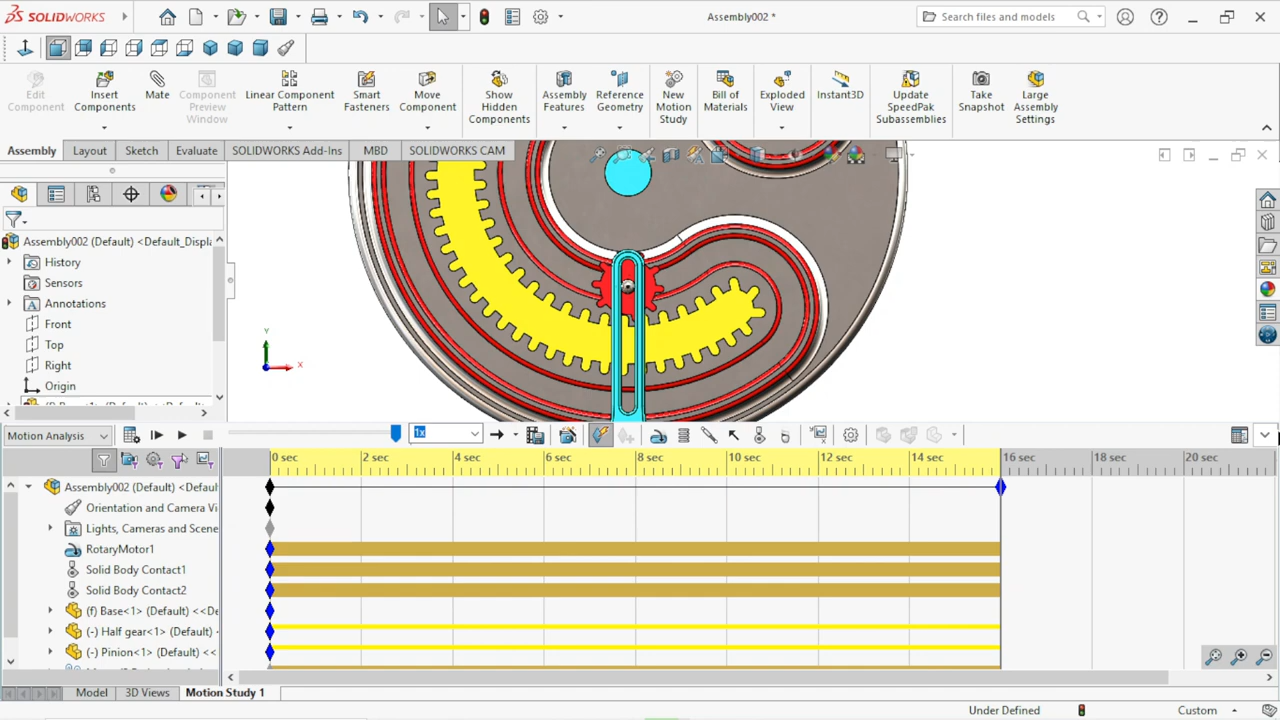 SOLIDWORKS
Assembly002 *
Search files and models
Edit Component
Insert Components
Mate
Component Preview Window
Linear Component Pattern
Smart Fasteners
Move Component
Show Hidden Components
Assembly Features
Reference Geometry
New Motion Study
Bill of Materials
Exploded View
Instant3D
Update SpeedPak Subassemblies
Take Snapshot
Large Assembly Settings
Assembly
Layout
Sketch
Evaluate
SOLIDWORKS Add-Ins
MBD
SOLIDWORKS CAM
Assembly002 (Default) <Default_Displa
History
Sensors
Annotations
Front
Top
Right
Origin
Y
X
Motion Analysis
1x
0 sec
2 sec
4 sec
6 sec
8 sec
10 sec
12 sec
14 sec
16 sec
18 sec
20 sec
Assembly002 (Default) <Defaul
Orientation and Camera Vi
Lights, Cameras and Scene
RotaryMotor1
Solid Body Contact1
Solid Body Contact2
(f) Base<1> (Default) <<De
(-) Half gear<1> (Default)
(-) Pinion<1> (Default) <<
Model
3D Views
Motion Study 1
Under Defined
Custom